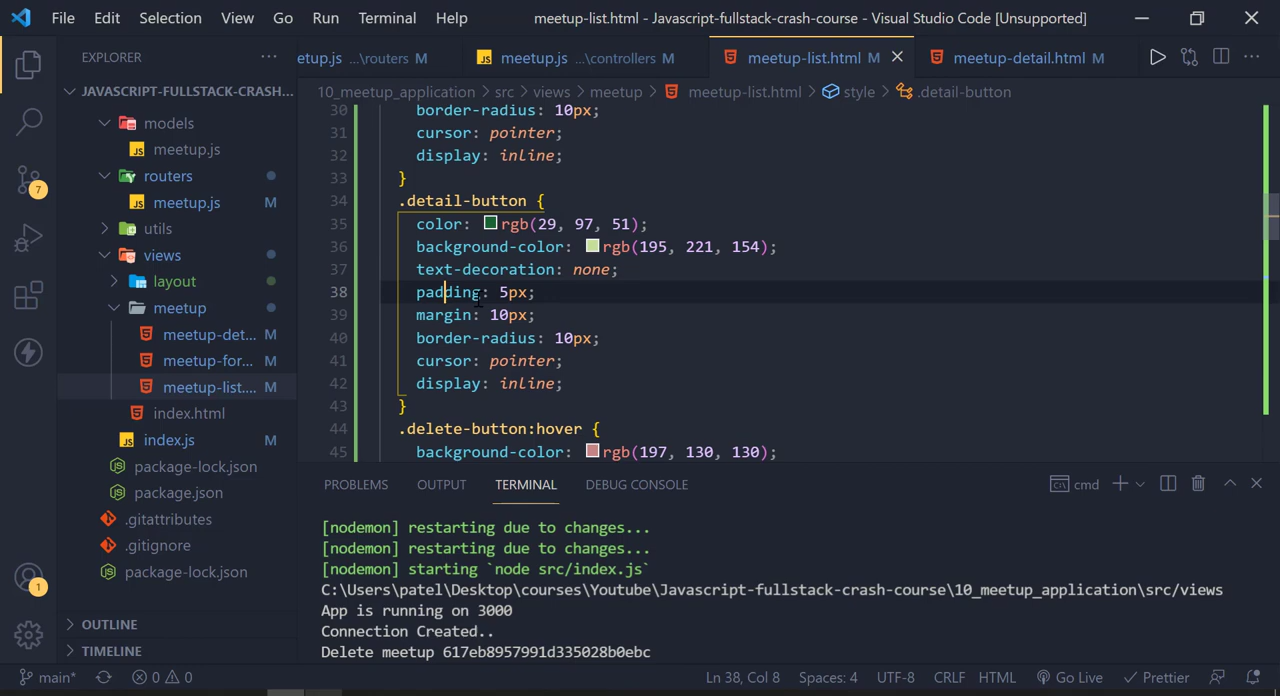 File Edit Selection View Go Run Terminal Help
meetup-list.html - Javascript-fullstack-crash-course - Visual Studio Code [Unsupported]
EXPLORER
etup.js ...\routers M
JS meetup.js ...\controllers M
meetup-list.html M
meetup-detail.html M
JAVASCRIPT-FULLSTACK-CRASH...
models
JS meetup.js
routers
JS meetup.js M
utils
views
layout
meetup
meetup-det... M
meetup-for... M
meetup-list.... M
index.html
JS index.js M
package-lock.json
package.json
.gitattributes
.gitignore
package-lock.json
OUTLINE
TIMELINE
7
1
10_meetup_application > src > views > meetup > meetup-list.html > style > .detail-button
30 border-radius: 10px;
31 cursor: pointer;
32 display: inline;
33 }
34 .detail-button {
35 color: rgb(29, 97, 51);
36 background-color: rgb(195, 221, 154);
37 text-decoration: none;
38 padding: 5px;
39 margin: 10px;
40 border-radius: 10px;
41 cursor: pointer;
42 display: inline;
43 }
44 .delete-button:hover {
45 background-color: rgb(197, 130, 130);
PROBLEMS OUTPUT TERMINAL DEBUG CONSOLE
cmd
[nodemon] restarting due to changes...
[nodemon] restarting due to changes...
[nodemon] starting `node src/index.js`
C:\Users\patel\Desktop\courses\Youtube\Javascript-fullstack-crash-course\10_meetup_application\src/views
App is running on 3000
Connection Created..
Delete meetup 617eb8957991d335028b0ebc
main* 0 0
Ln 38, Col 8 Spaces: 4 UTF-8 CRLF HTML Go Live Prettier